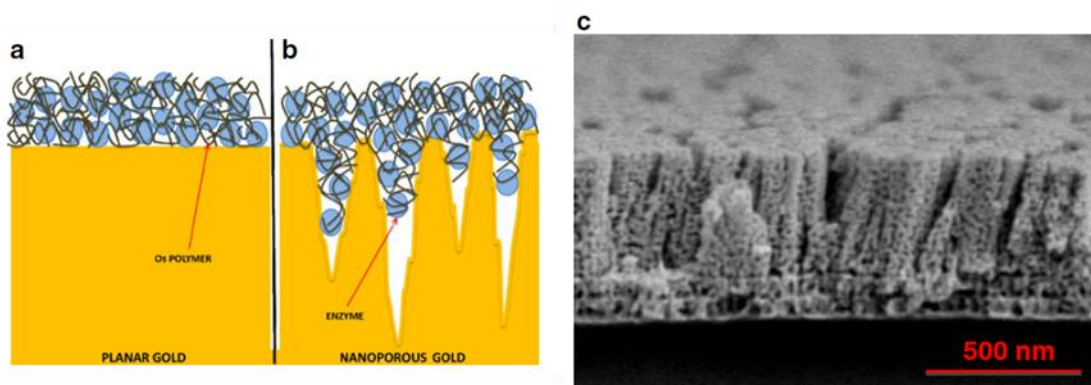 a
b
c
Os POLYMER
ENZYME
PLANAR GOLD
NANOPOROUS GOLD
500 nm